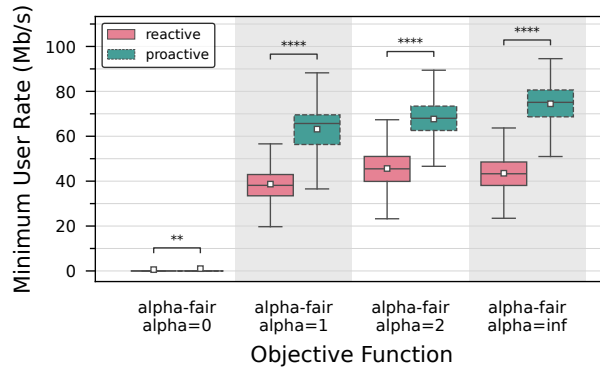 Minimum User Rate (Mb/s)
100
80
60
40
20
0
reactive
proactive
**
****
****
****
alpha-fair
alpha=0
alpha-fair
alpha=1
alpha-fair
alpha=2
alpha-fair
alpha=inf
Objective Function